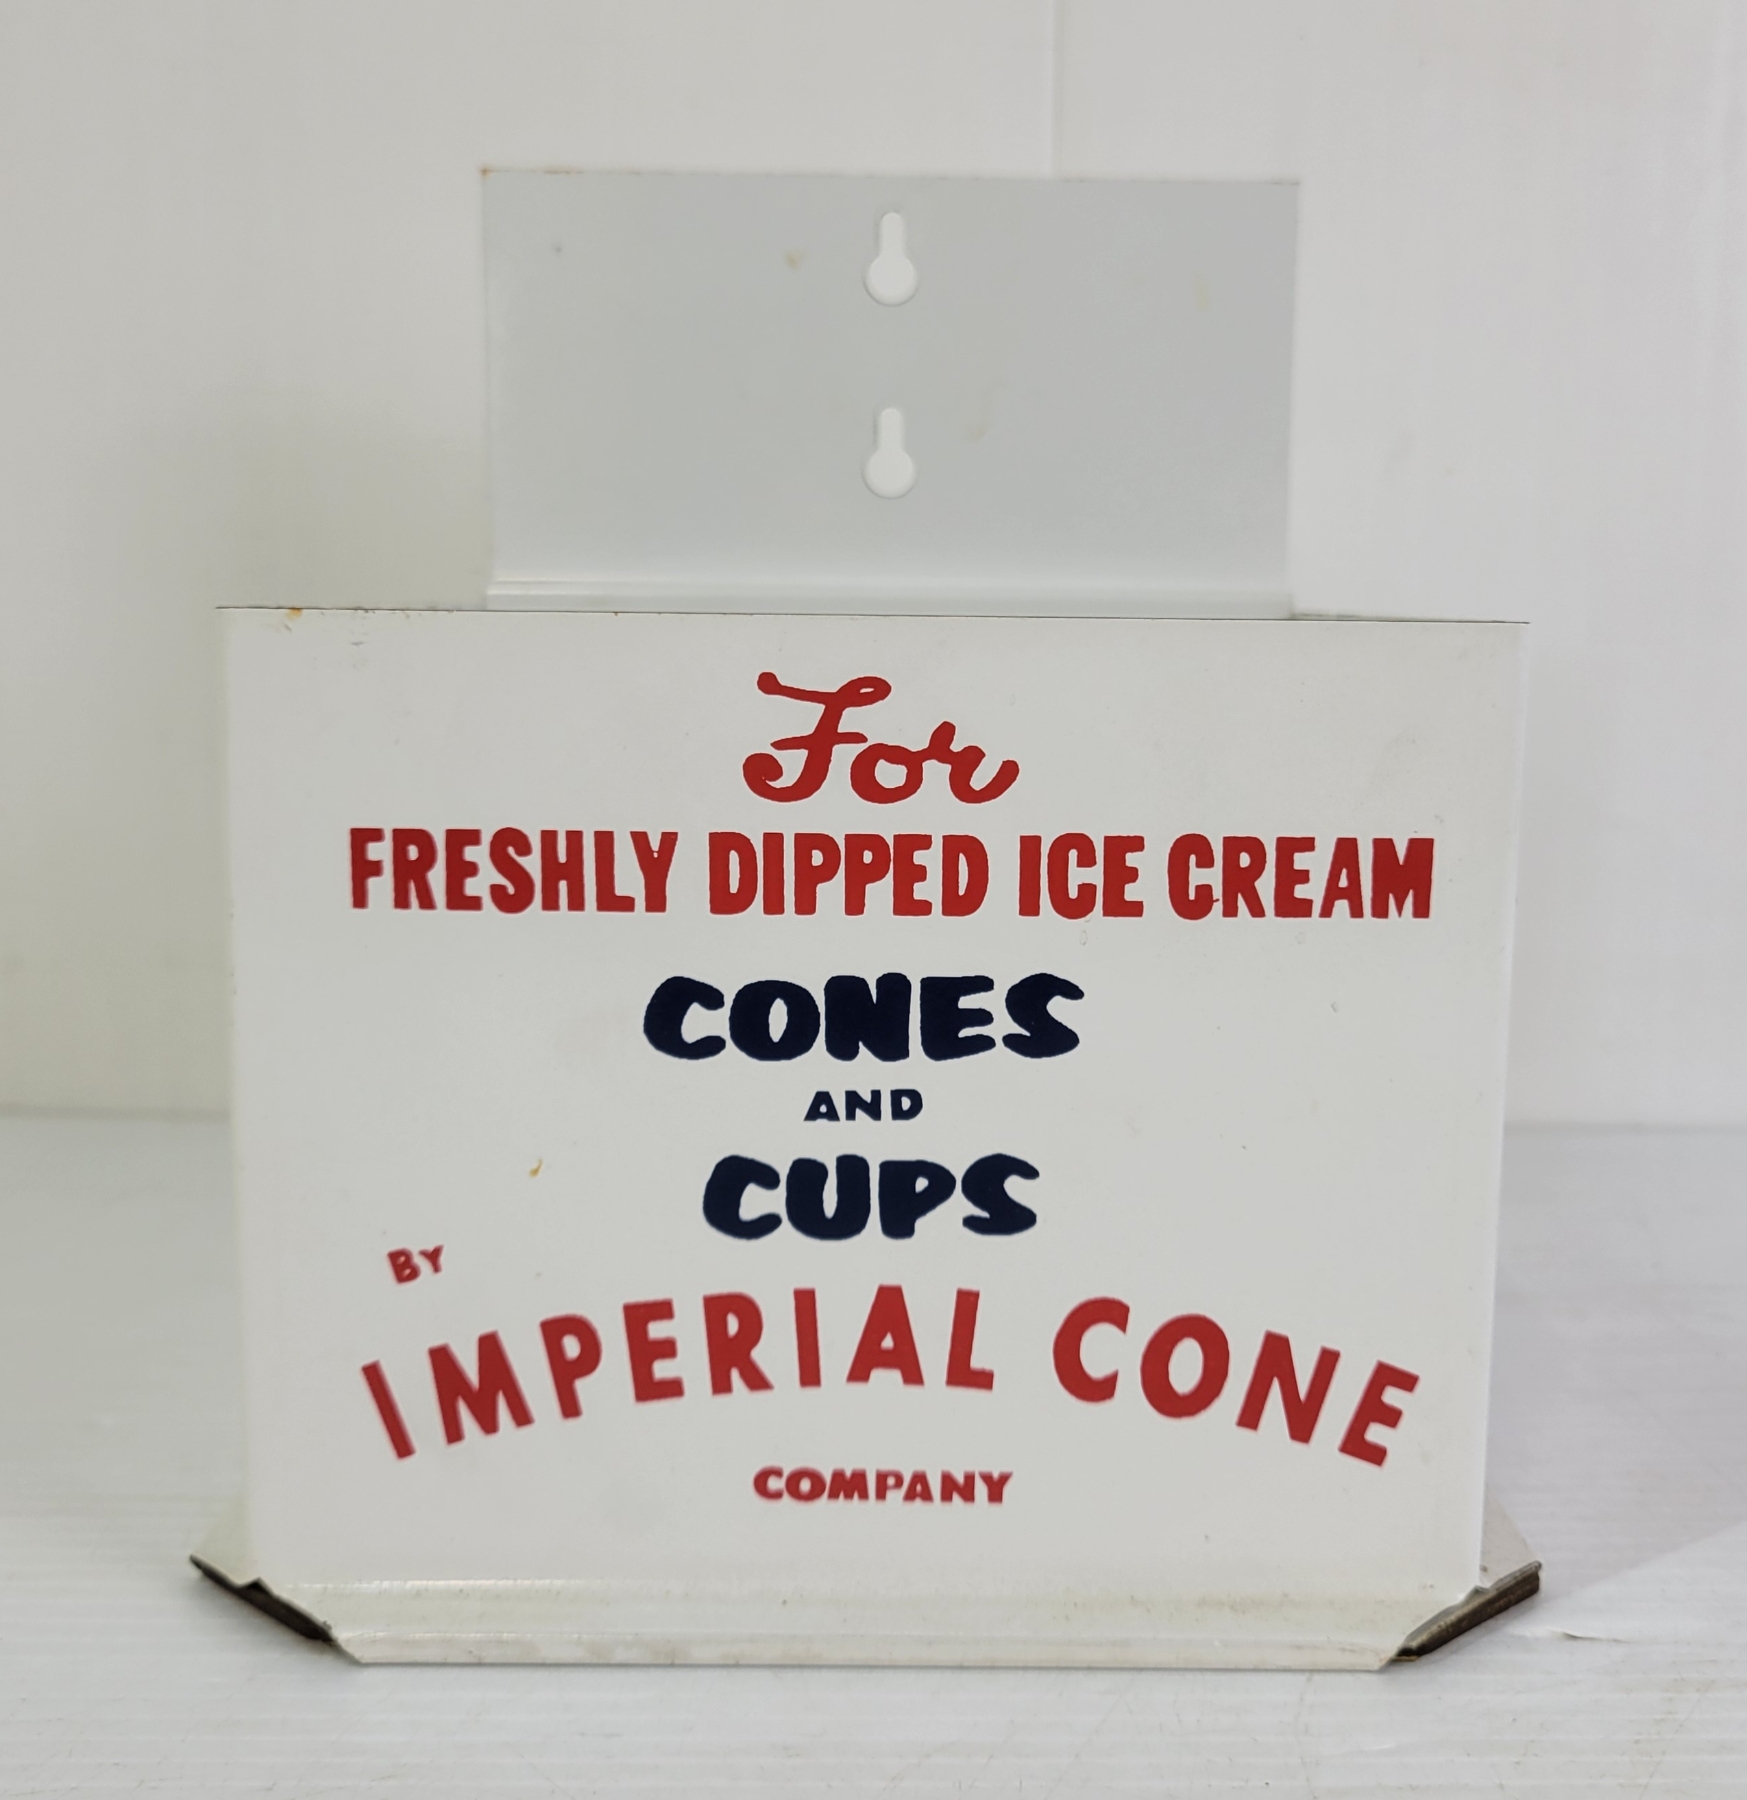 For
FRESHLY DIPPED ICE CREAM
CONES
AND
CUPS
BY
IMPERIAL CONE
COMPANY